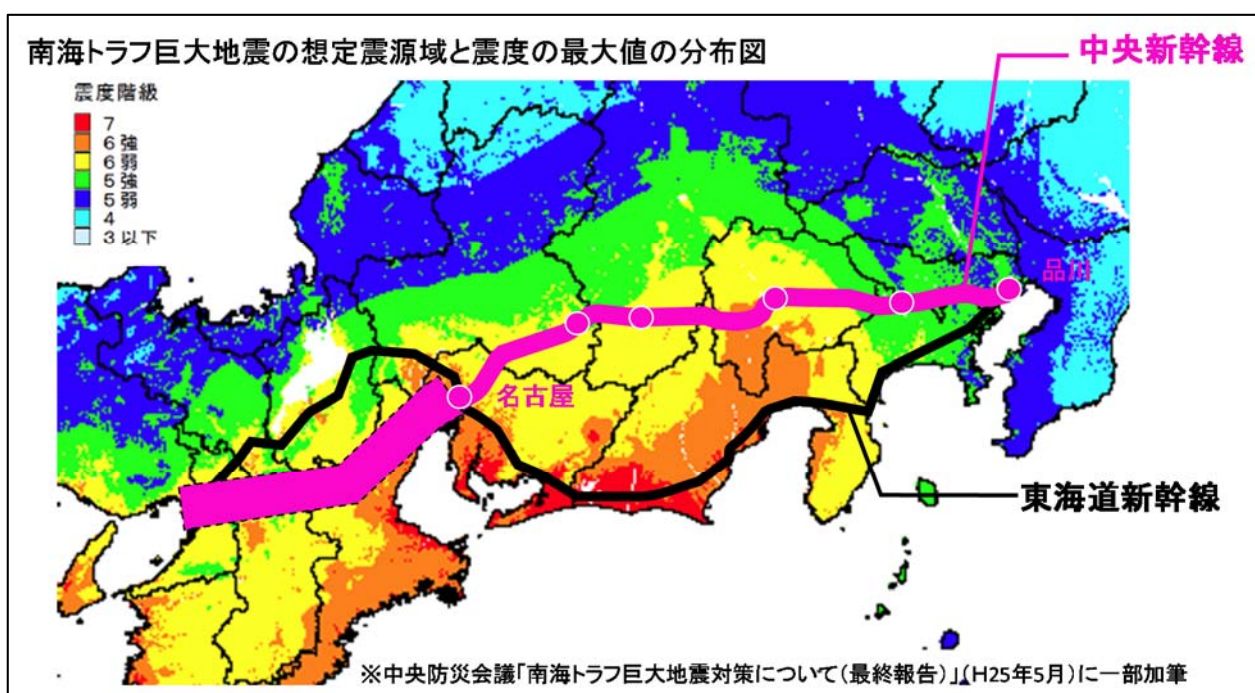 南海トラフ巨大地震の想定震源域と震度の最大値の分布図
中央新幹線
震度階級
7
6強
6弱
5強
5弱
4
3以下
品川
名古屋
東海道新幹線
※中央防災会議「南海トラフ巨大地震対策について(最終報告)」(H25年5月)に一部加筆